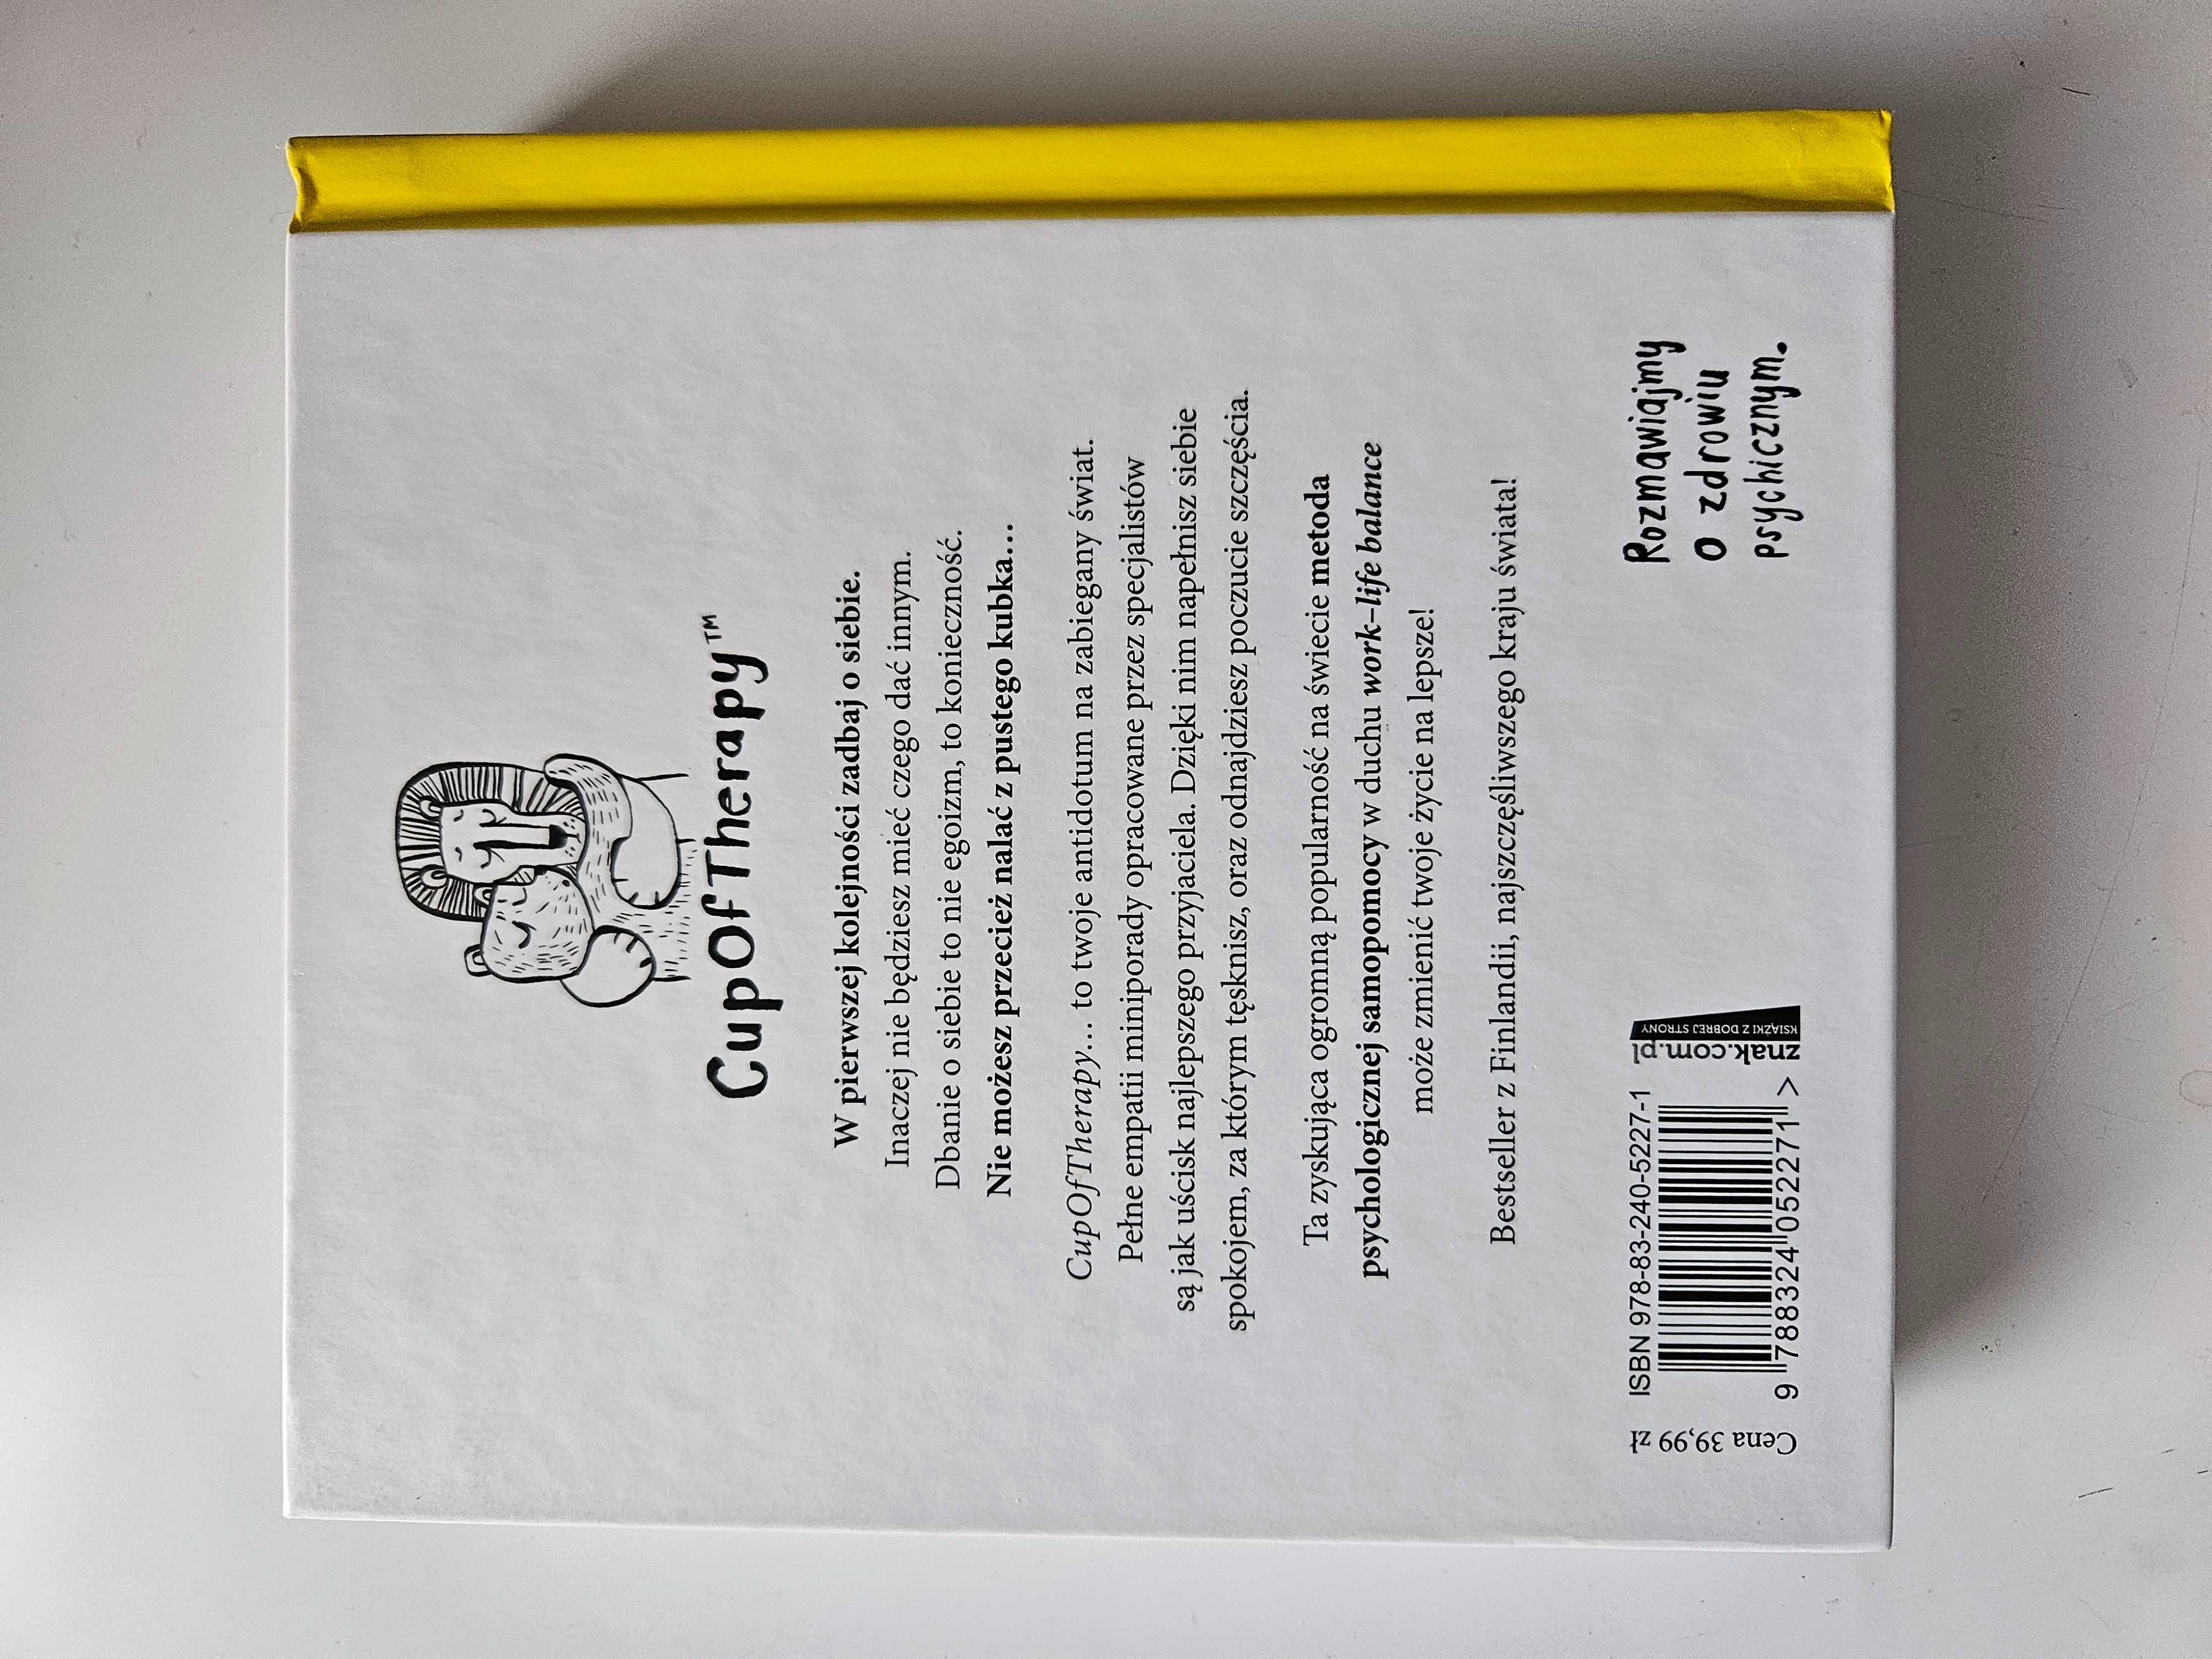 CupOfTherapy™
W pierwszej kolejności zadbaj o siebie.
Inaczej nie będziesz mieć czego dać innym.
Dbanie o siebie to nie egoizm, to konieczność.
Nie możesz przecież nalać z pustego kubka…
CupOfTherapy… to twoje antidotum na zabiegany świat.
Pełne empatii miniporady opracowane przez specjalistów
są jak uścisk najlepszego przyjaciela. Dzięki nim napełnisz siebie
spokojem, za którym tęsknisz, oraz odnajdziesz poczucie szczęścia.
Ta zyskująca ogromną popularność na świecie metoda
psychologicznej samopomocy w duchu work–life balance
może zmienić twoje życie na lepsze!
Bestseller z Finlandii, najszczęśliwszego kraju świata!
Cena 39,99 zł
ISBN 978-83-240-5227-1
9 788324 052271 >
znak.com.pl
KSIĄŻKI Z DOBREJ STRONY
Rozmawiajmy
o zdrowiu
psychicznym.